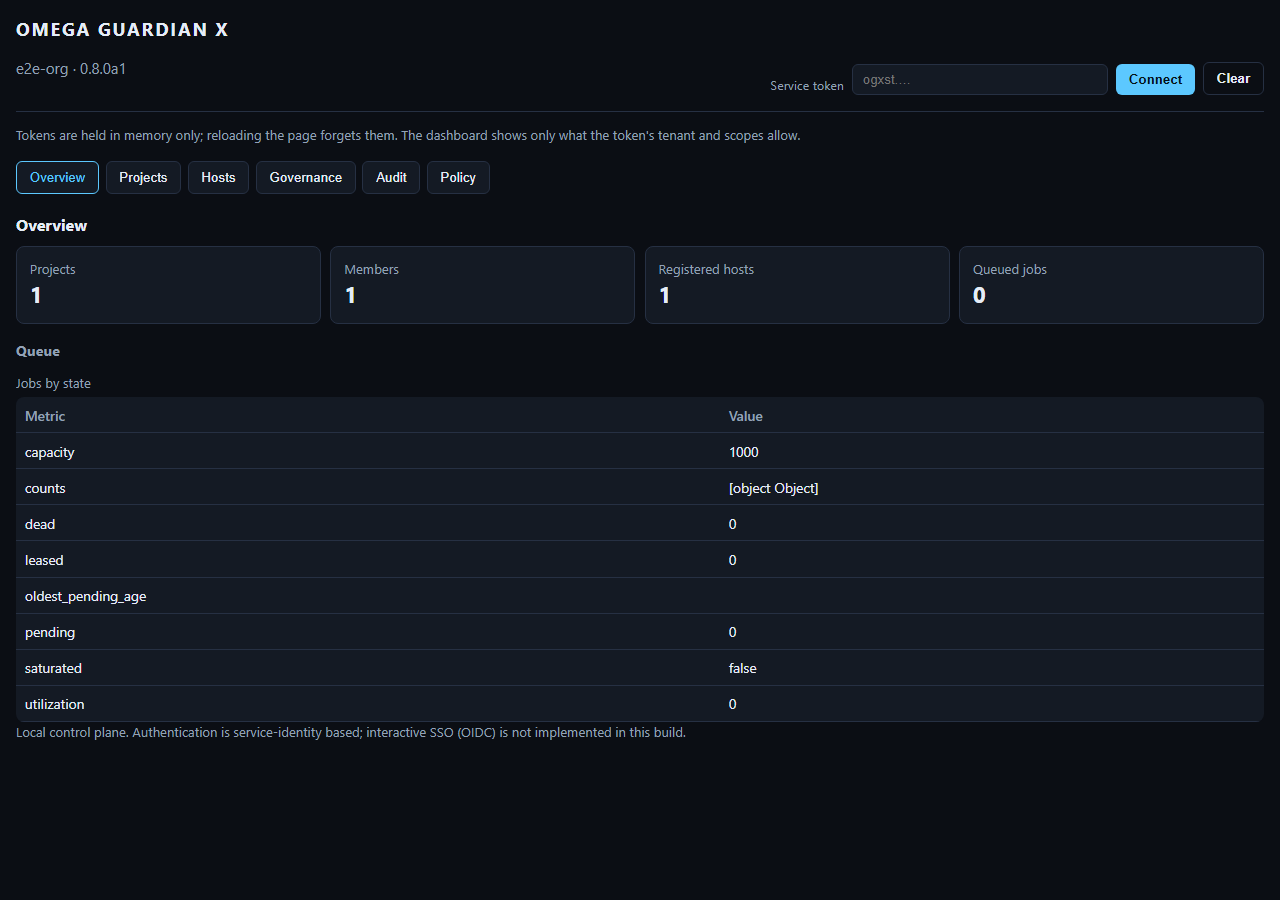 OMEGA GUARDIAN X
e2e-org · 0.8.0a1
Service token ogxst.... Connect Clear
Tokens are held in memory only; reloading the page forgets them. The dashboard shows only what the token's tenant and scopes allow.
Overview Projects Hosts Governance Audit Policy
Overview
Projects Members Registered hosts Queued jobs
1 1 1 0
Queue
Jobs by state
Metric Value
capacity 1000
counts [object Object]
dead 0
leased 0
oldest_pending_age
pending 0
saturated false
utilization 0
Local control plane. Authentication is service-identity based; interactive SSO (OIDC) is not implemented in this build.